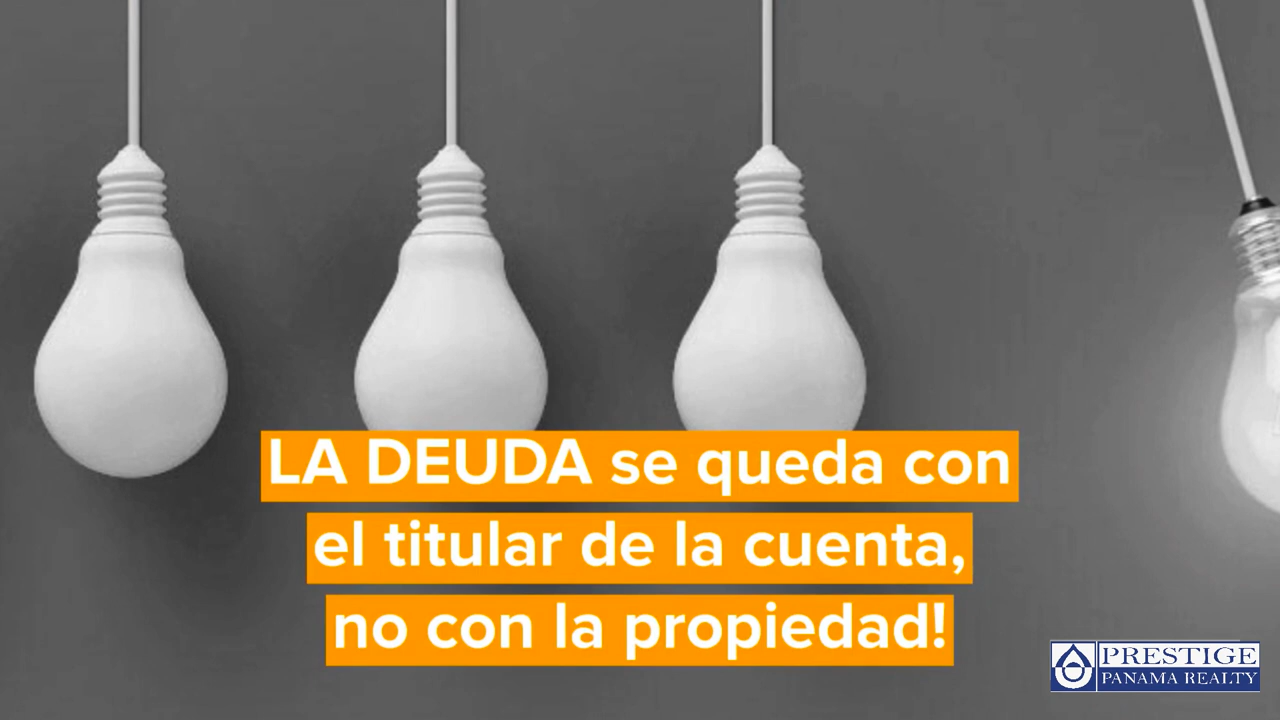 LA DEUDA se queda con
el titular de la cuenta,
no con la propiedad!
PRESTIGE
PANAMA REALTY